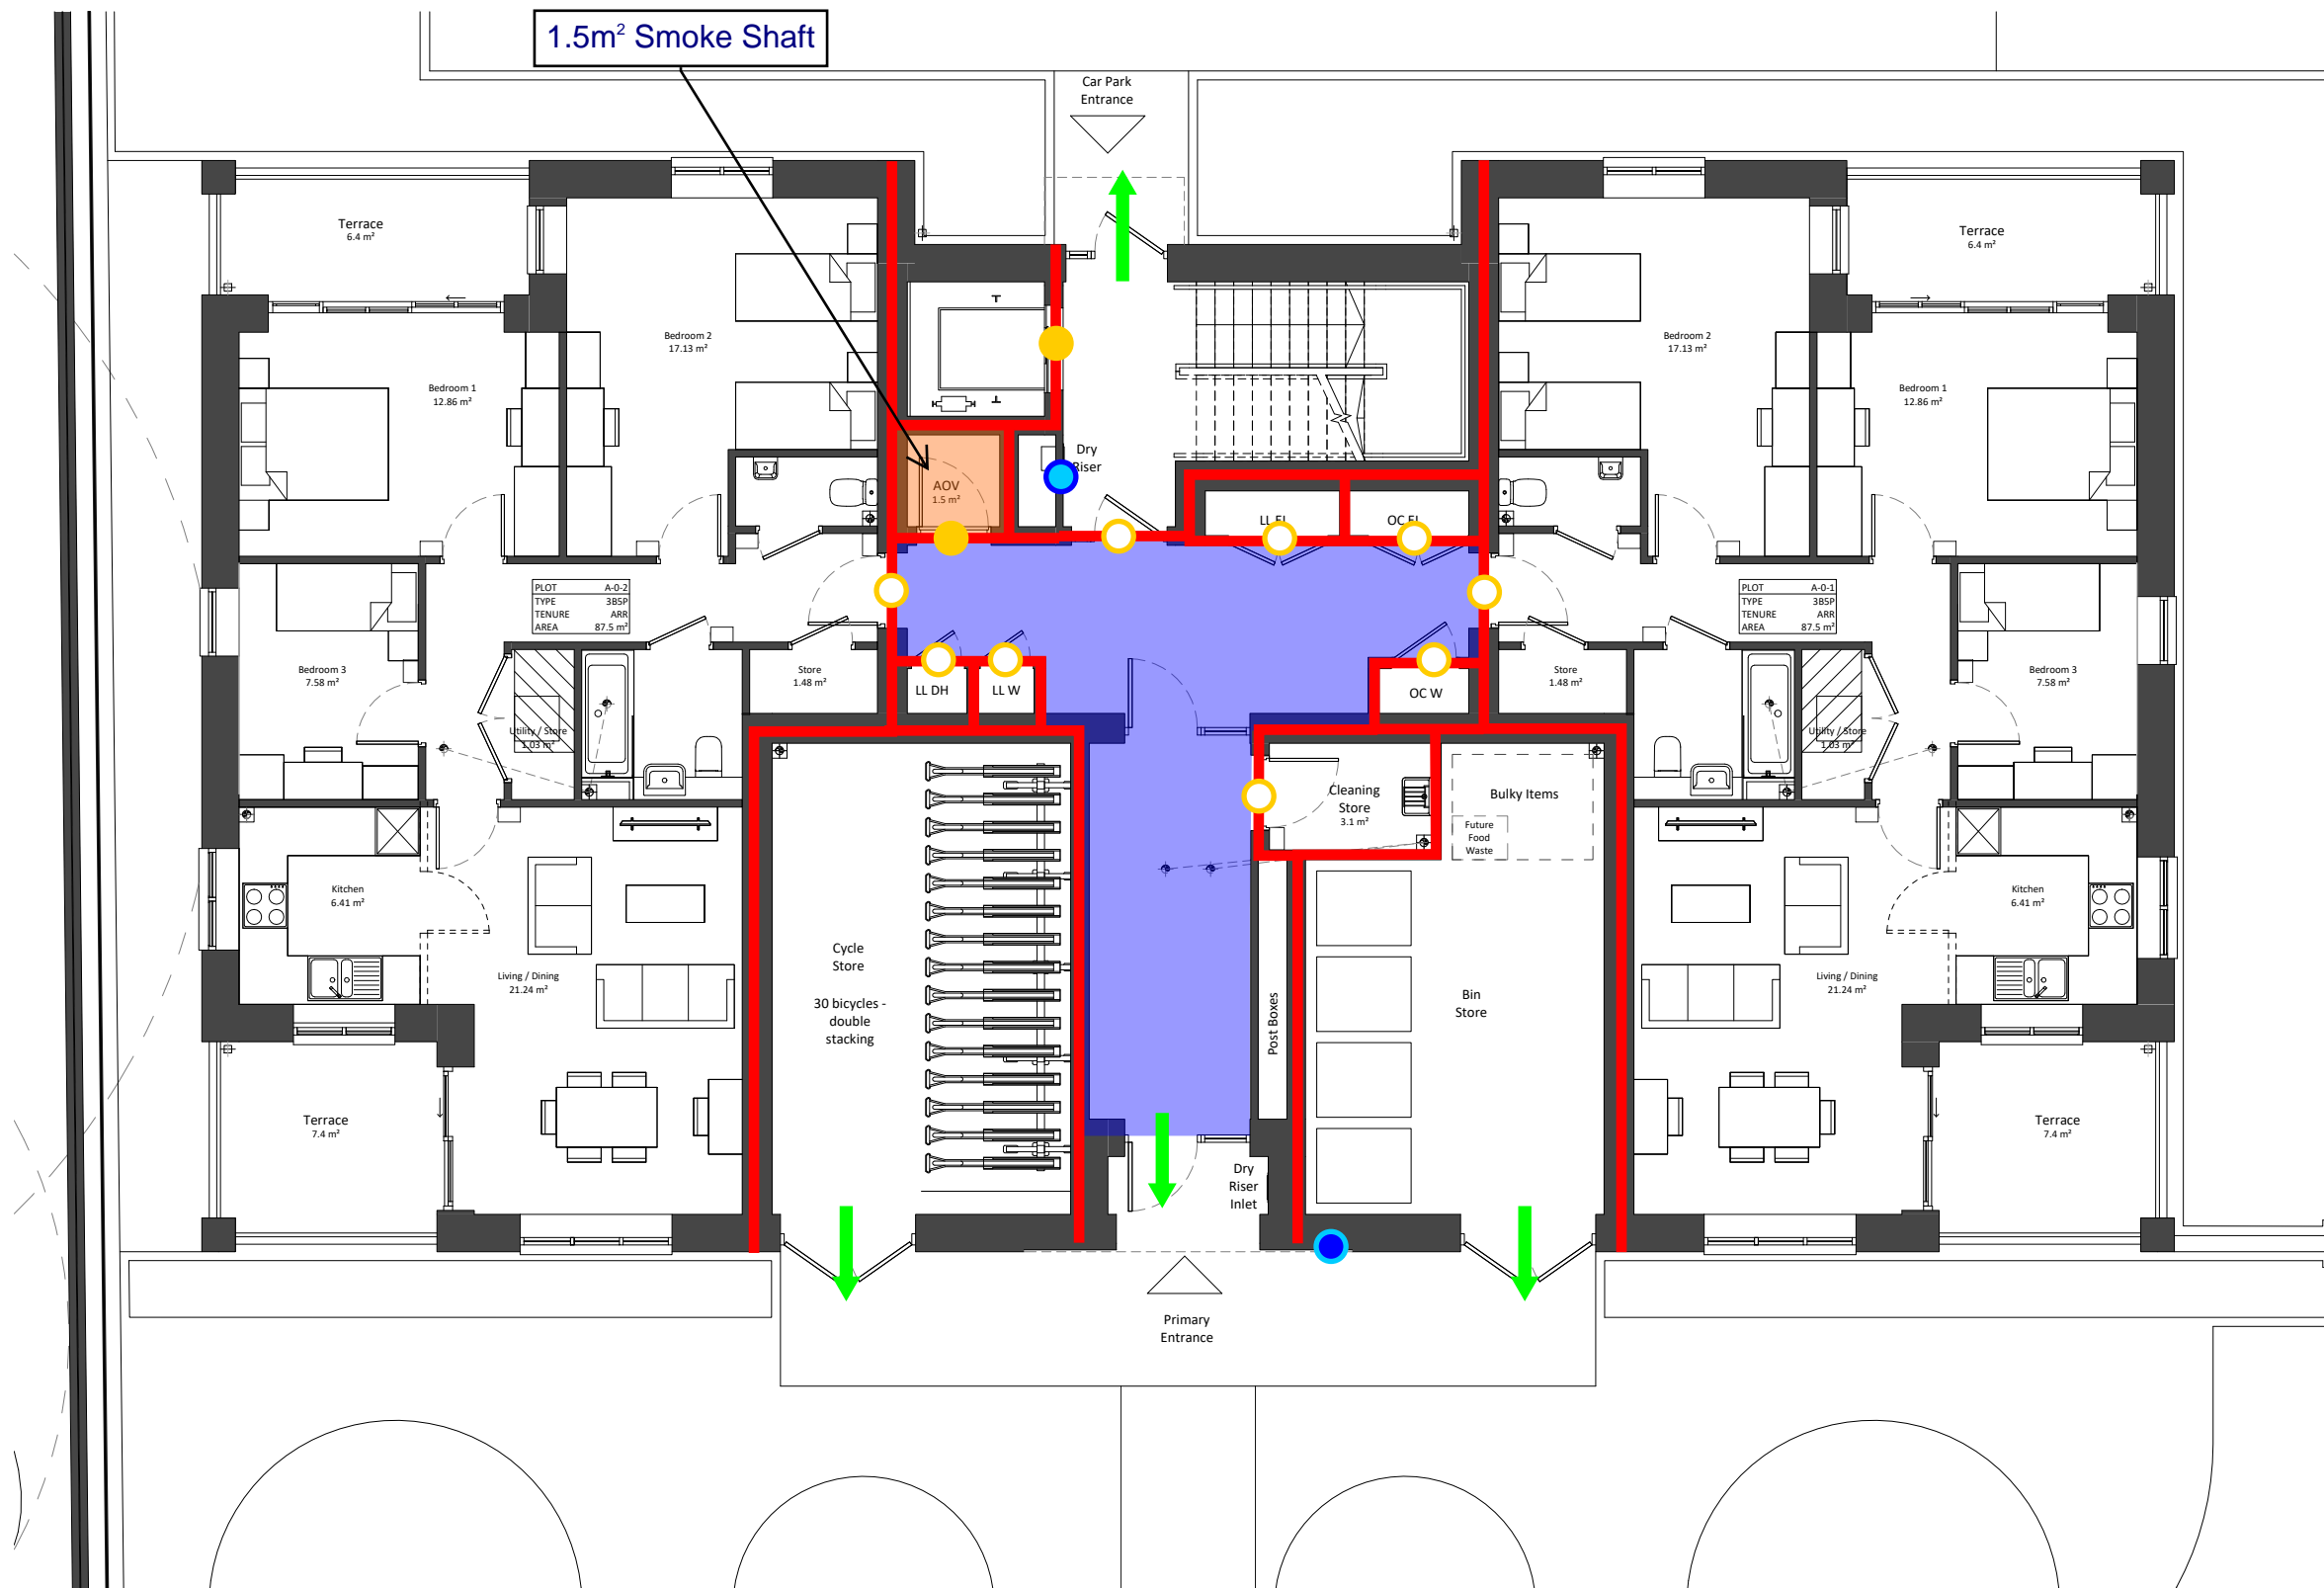 1.5m² Smoke Shaft
Car Park
Entrance
Terrace
6.4 m²
Terrace
6.4 m²
Bedroom 2
17.13 m²
Bedroom 2
17.13 m²
Bedroom 1
12.86 m²
Bedroom 1
12.86 m²
Dry
Riser
AOV
1.5 m²
LL EL
OC EL
PLOT A-0-2
TYPE 3B5P
TENURE ARR
AREA 87.5 m²
PLOT A-0-1
TYPE 3B5P
TENURE ARR
AREA 87.5 m²
Bedroom 3
7.58 m²
Store
1.48 m²
LL DH
LL W
OC W
Store
1.48 m²
Bedroom 3
7.58 m²
Utility / Store
1.03 m²
Utility / Store
1.03 m²
Cleaning
Store
3.1 m²
Bulky Items
Future
Food
Waste
Kitchen
6.41 m²
Kitchen
6.41 m²
Cycle
Store
30 bicycles -
double
stacking
Living / Dining
21.24 m²
Living / Dining
21.24 m²
Post Boxes
Bin
Store
Terrace
7.4 m²
Terrace
7.4 m²
Dry
Riser
Inlet
Primary
Entrance